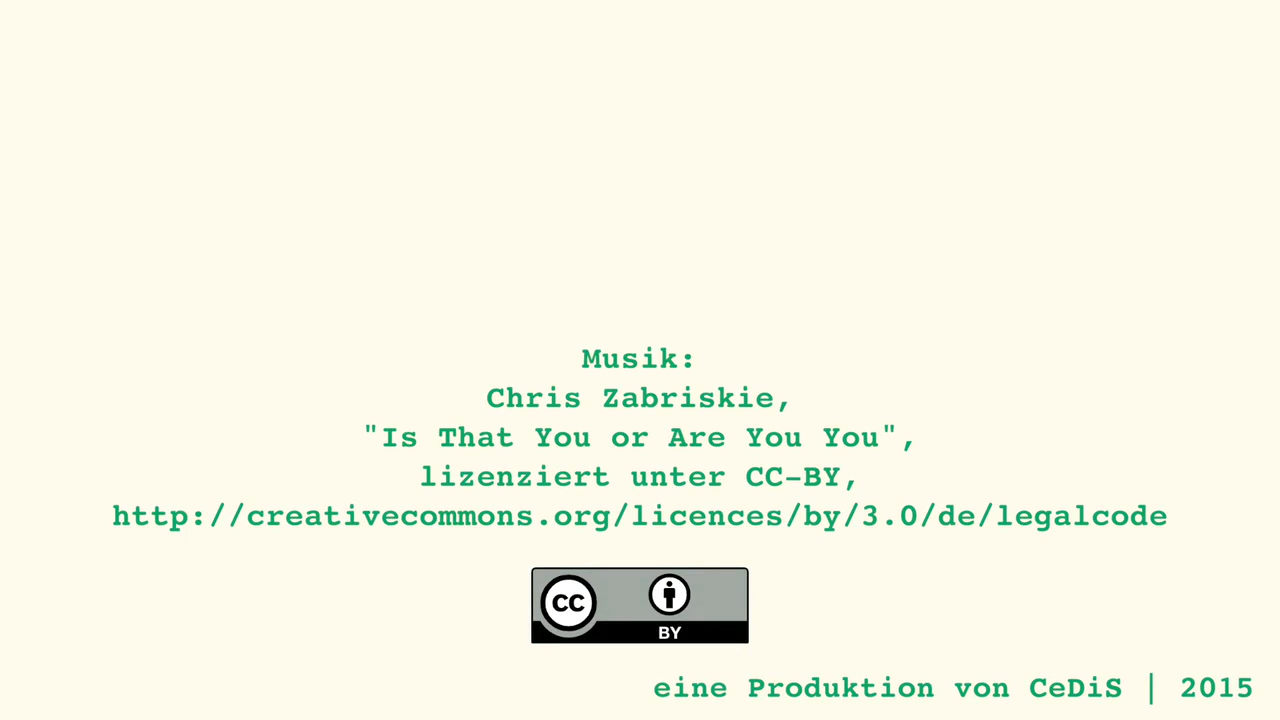 Musik:
Chris Zabriskie,
"Is That You or Are You You",
lizenziert unter CC-BY,
http://creativecommons.org/licences/by/3.0/de/legalcode
CC
BY
eine Produktion von CeDiS | 2015